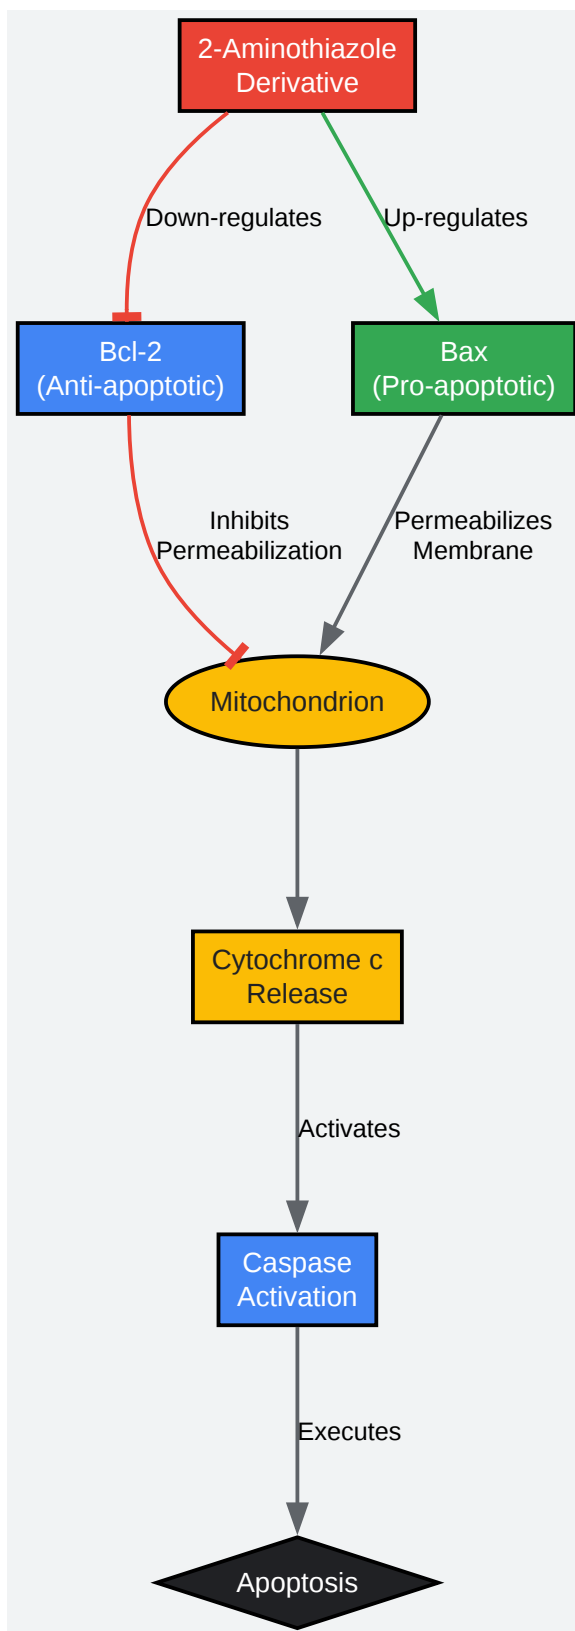 2-Aminothiazole
Derivative
Down-regulates
Up-regulates
Bcl-2
(Anti-apoptotic)
Bax
(Pro-apoptotic)
Inhibits
Permeabilization
Permeabilizes
Membrane
Mitochondrion
Cytochrome c
Release
Activates
Caspase
Activation
Executes
Apoptosis